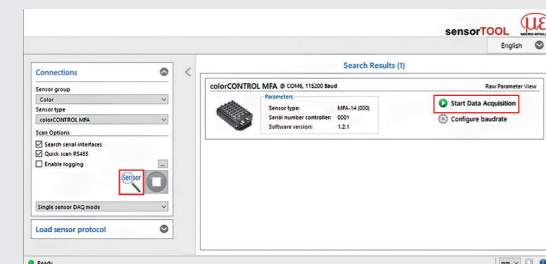 sensorTOOL
MICRO-EPSILON
English
Connections
Sensor group
Color
Sensor type
colorCONTROL MFA
Scan Options
Search serial interfaces
Quick scan RS485
Enable logging
...
Sensor
Single sensor DAQ mode
Load sensor protocol
Search Results (1)
colorCONTROL MFA @ COM6, 115200 Baud
Raw Parameter View
Parameters
Sensor type: MFA-14 (000)
Serial number controller: 0001
Software version: 1.2.1
Start Data Acquisition
Configure baudrate
Ready
mm